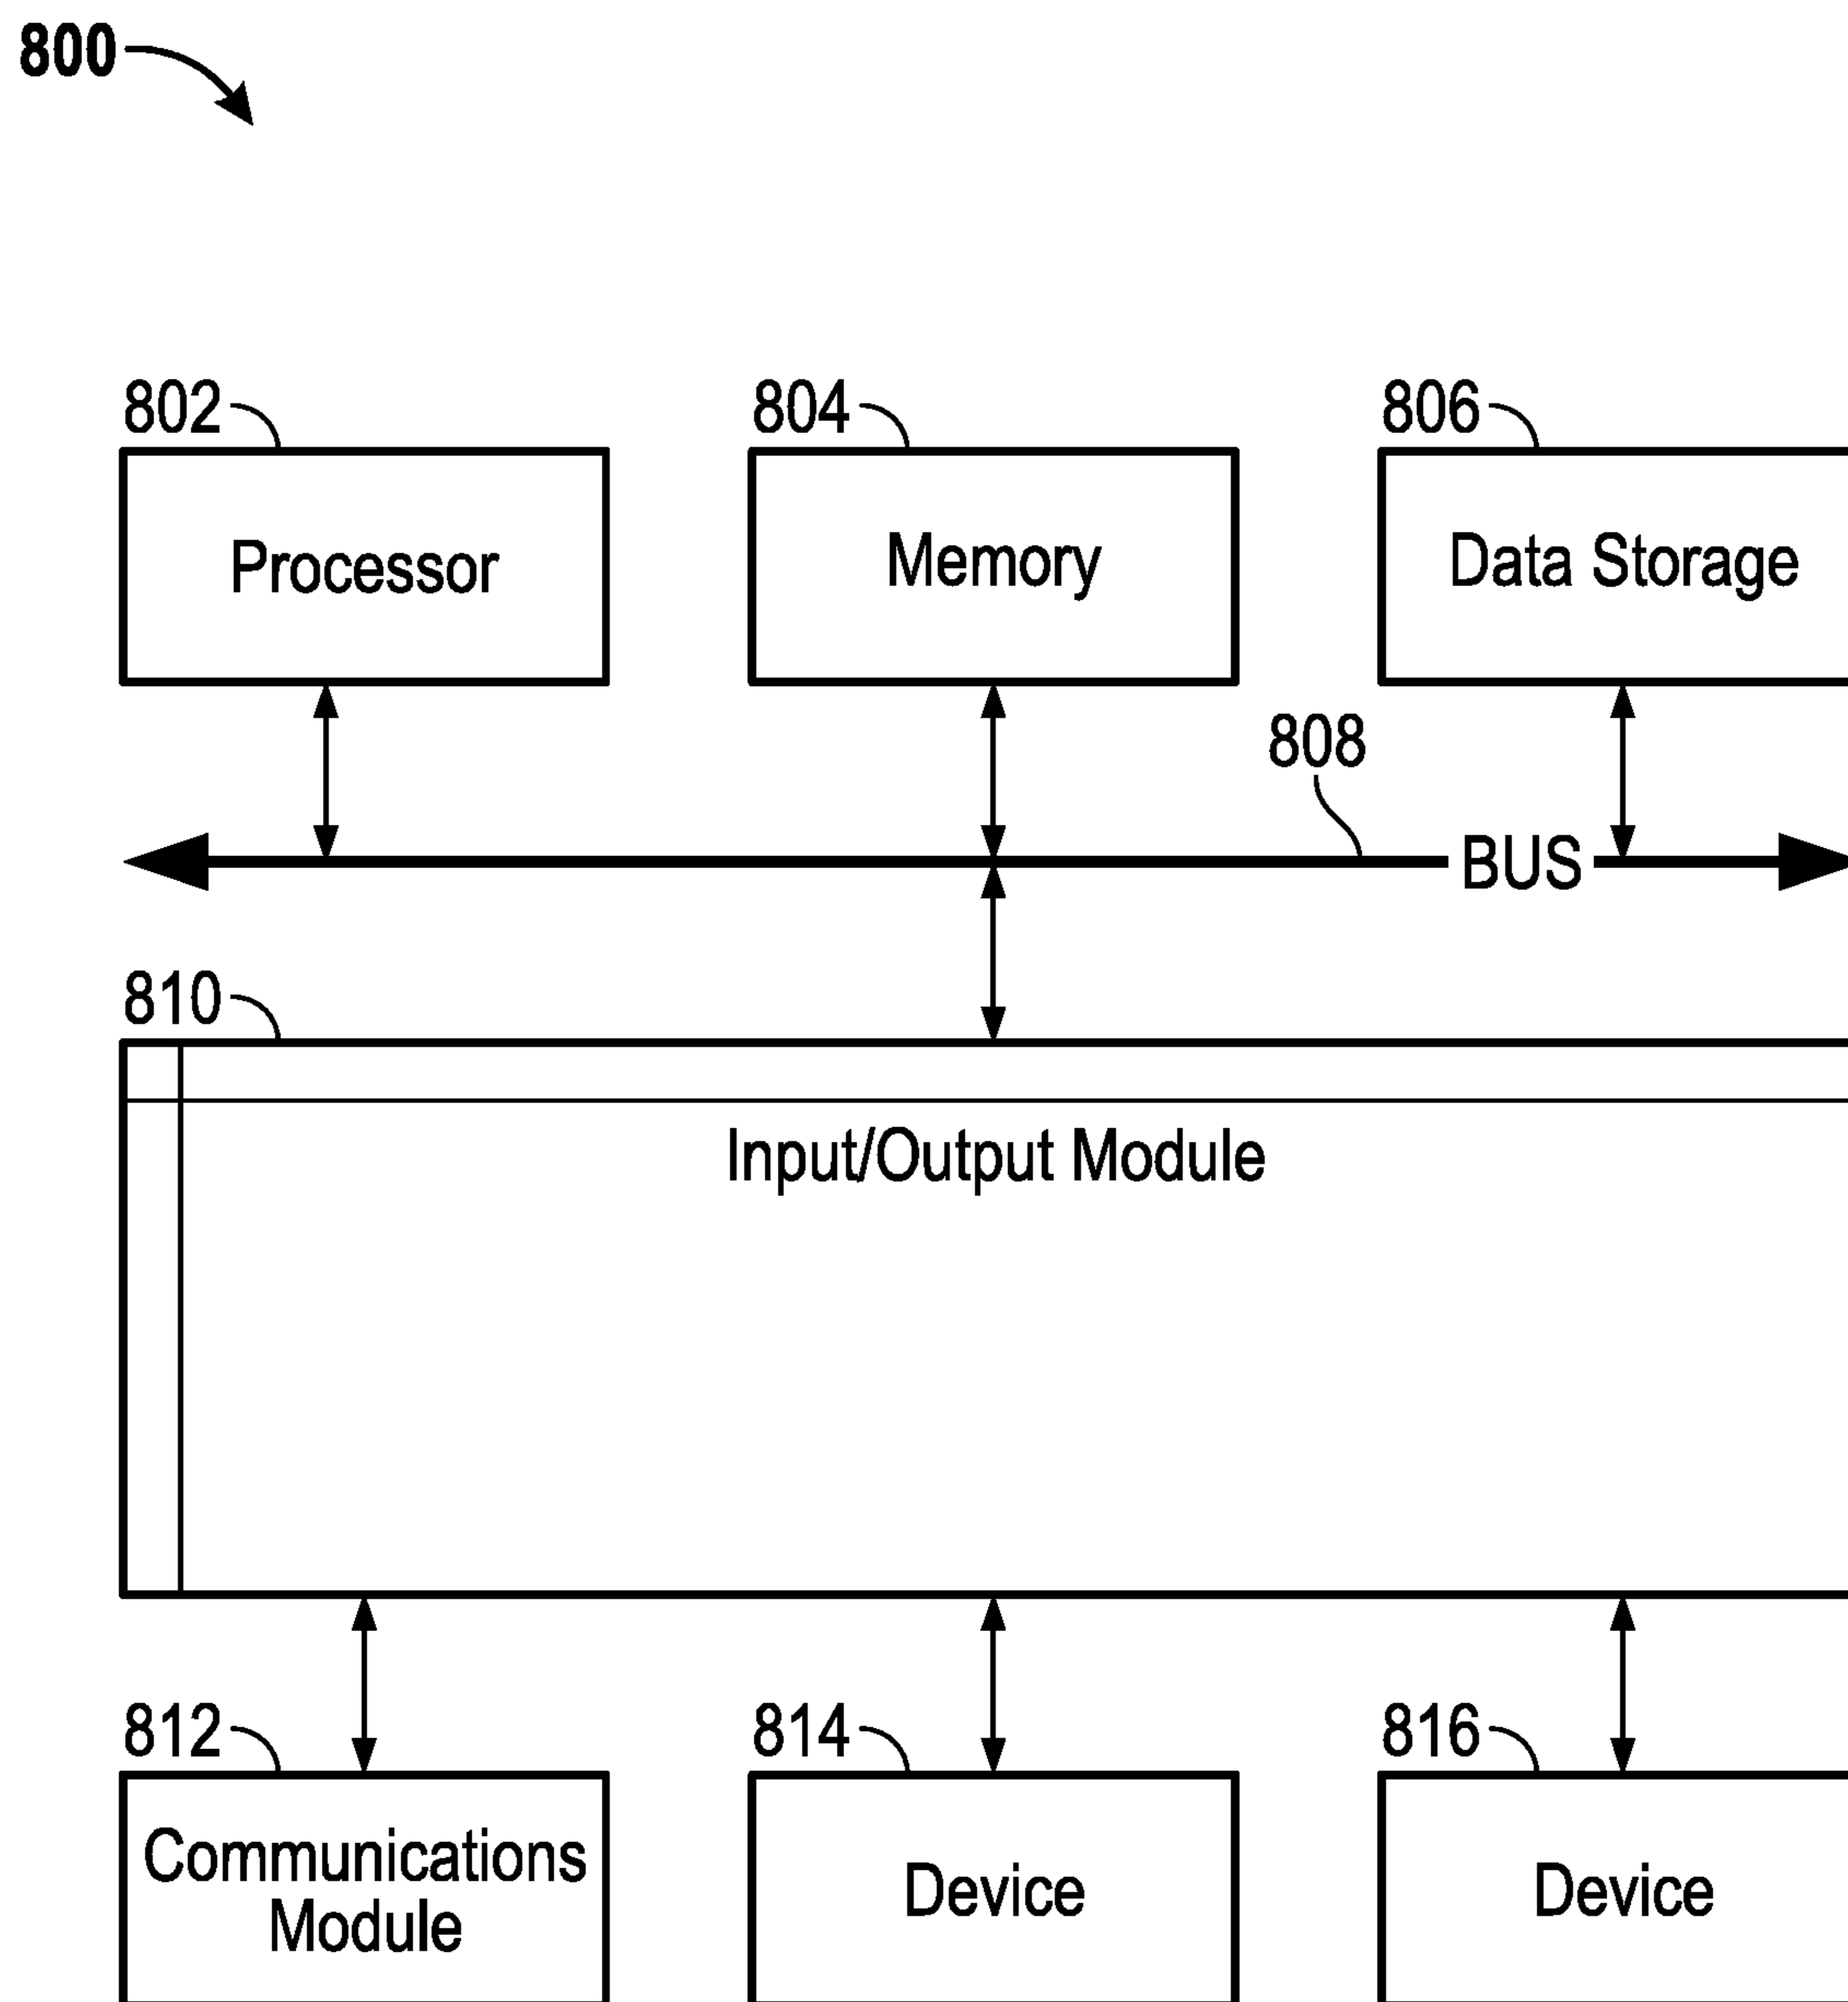 800
802
804
806
Processor
Memory
Data Storage
808
BUS
810
Input/Output Module
812
814
816
Communications
Module
Device
Device